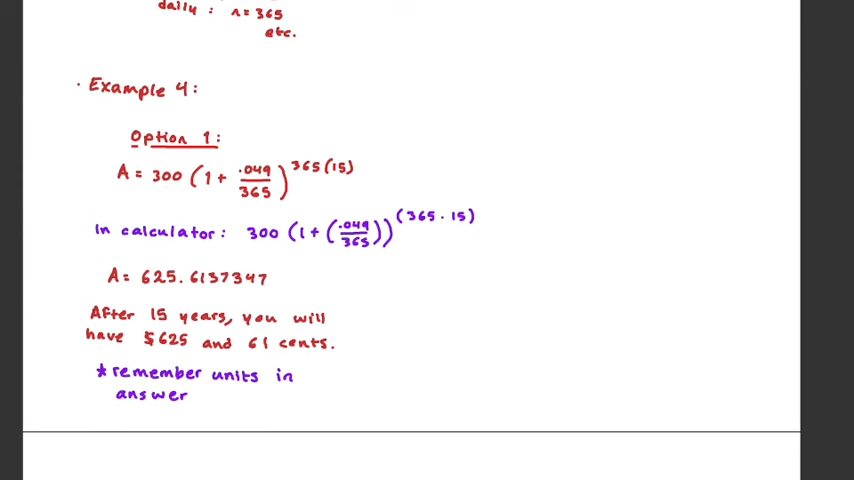 daily : n = 365
etc.
· Example 4:
Option 1:
A = 300 (1 + .049/365)^365(15)
In calculator: 300 (1 + (.049/365))^(365 · 15)
A = 625.6137347
After 15 years, you will
have $625 and 61 cents.
* remember units in
answer